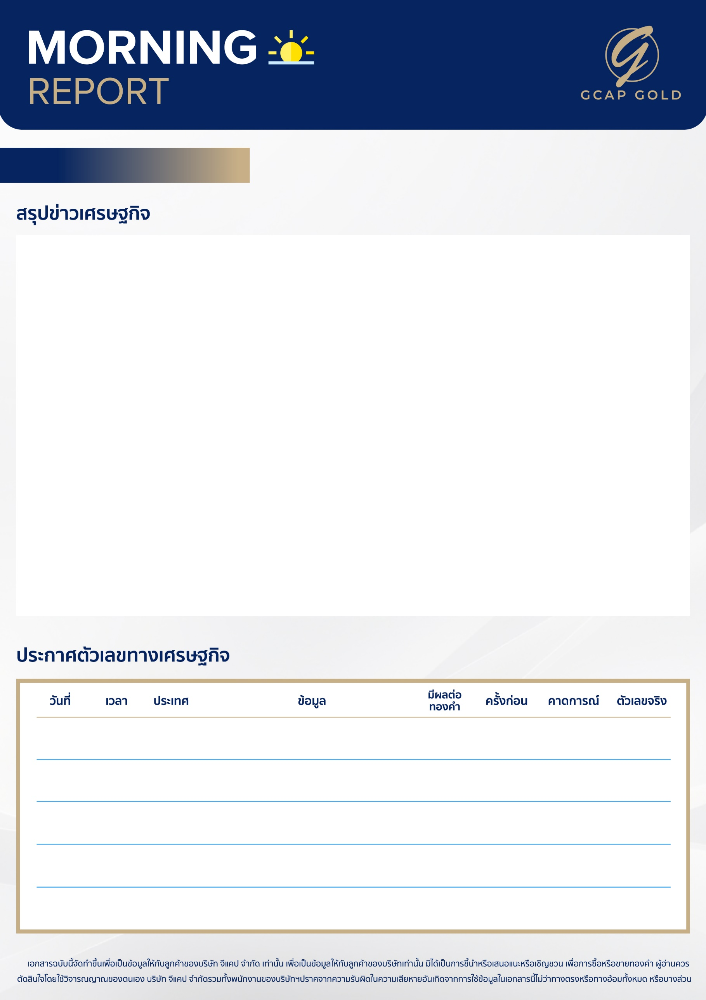 MORNING
REPORT
GCAP GOLD
สรุปข่าวเศรษฐกิจ
ประกาศตัวเลขทางเศรษฐกิจ
วันที่ เวลา ประเทศ ข้อมูล มีผลต่อ ทองคำ ครั้งก่อน คาดการณ์ ตัวเลขจริง
เอกสารฉบับนี้จัดทำขึ้นเพื่อเป็นข้อมูลให้กับลูกค้าของบริษัท จีแคป จำกัด เท่านั้น เพื่อเป็นข้อมูลให้กับลูกค้าของบริษัทเท่านั้น มิได้เป็นการชี้นำหรือเสนอแนะหรือเชิญชวน เพื่อการซื้อหรือขายทองคำ ผู้อ่านควร
ตัดสินใจโดยใช้วิจารณญาณของตนเอง บริษัท จีแคป จำกัดรวมทั้งพนักงานของบริษัทฯปราศจากความรับผิดในความเสียหายอันเกิดจากการใช้ข้อมูลในเอกสารนี้ไม่ว่าทางตรงหรือทางอ้อมทั้งหมด หรือบางส่วน